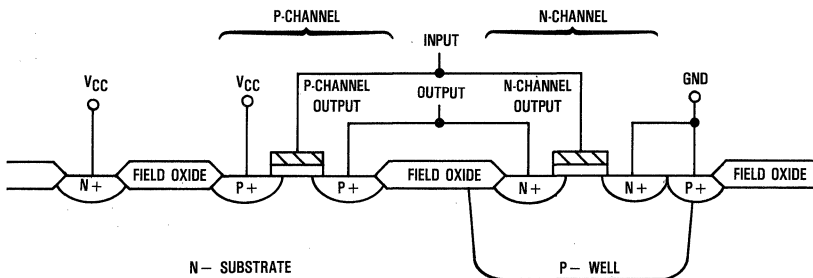 P-CHANNEL
N-CHANNEL
INPUT
VCC
VCC
P-CHANNEL
OUTPUT
OUTPUT
N-CHANNEL
OUTPUT
GND
N+
FIELD OXIDE
P+
P+
FIELD OXIDE
N+
N+
P+
FIELD OXIDE
N– SUBSTRATE
P– WELL